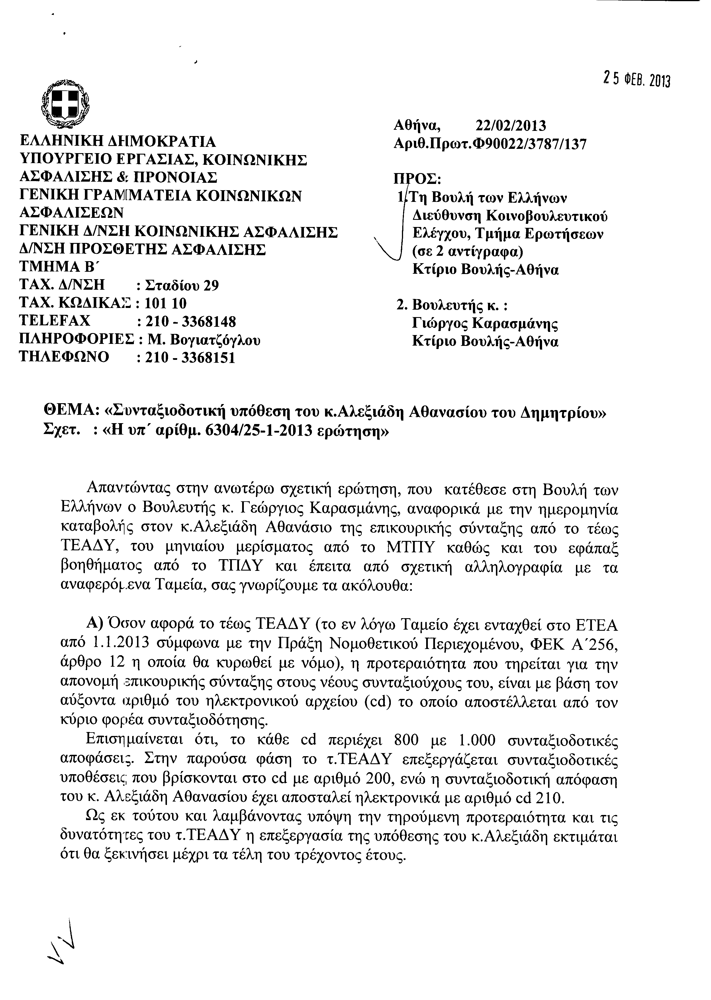 25 ΦΕΒ. 2013
ΕΛΛΗΝΙΚΗ ΔΗΜΟΚΡΑΤΙΑ
ΥΠΟΥΡΓΕΙΟ ΕΡΓΑΣΙΑΣ, ΚΟΙΝΩΝΙΚΗΣ
ΑΣΦΑΛΙΣΗΣ & ΠΡΟΝΟΙΑΣ
ΓΕΝΙΚΗ ΓΡΑΜΜΑΤΕΙΑ ΚΟΙΝΩΝΙΚΩΝ
ΑΣΦΑΛΙΣΕΩΝ
ΓΕΝΙΚΗ Δ/ΝΣΗ ΚΟΙΝΩΝΙΚΗΣ ΑΣΦΑΛΙΣΗΣ
Δ/ΝΣΗ ΠΡΟΣΘΕΤΗΣ ΑΣΦΑΛΙΣΗΣ
ΤΜΗΜΑ Β΄
ΤΑΧ. Δ/ΝΣΗ : Σταδίου 29
ΤΑΧ. ΚΩΔΙΚΑΣ : 101 10
TELEFAX : 210 - 3368148
ΠΛΗΡΟΦΟΡΙΕΣ : Μ. Βογιατζόγλου
ΤΗΛΕΦΩΝΟ : 210 - 3368151
Αθήνα, 22/02/2013
Αριθ.Πρωτ.Φ90022/3787/137
ΠΡΟΣ:
1.Τη Βουλή των Ελλήνων
Διεύθυνση Κοινοβουλευτικού
Ελέγχου, Τμήμα Ερωτήσεων
(σε 2 αντίγραφα)
Κτίριο Βουλής-Αθήνα
2. Βουλευτής κ. :
Γιώργος Καρασμάνης
Κτίριο Βουλής-Αθήνα
ΘΕΜΑ: «Συνταξιοδοτική υπόθεση του κ.Αλεξιάδη Αθανασίου του Δημητρίου»
Σχετ. : «Η υπ΄ αρίθμ. 6304/25-1-2013 ερώτηση»
Απαντώντας στην ανωτέρω σχετική ερώτηση, που κατέθεσε στη Βουλή των
Ελλήνων ο Βουλευτής κ. Γεώργιος Καρασμάνης, αναφορικά με την ημερομηνία
καταβολής στον κ.Αλεξιάδη Αθανάσιο της επικουρικής σύνταξης από το τέως
ΤΕΑΔΥ, του μηνιαίου μερίσματος από το ΜΤΠΥ καθώς και του εφάπαξ
βοηθήματος από το ΤΠΔΥ και έπειτα από σχετική αλληλογραφία με τα
αναφερόμενα Ταμεία, σας γνωρίζουμε τα ακόλουθα:
Α) Όσον αφορά το τέως ΤΕΑΔΥ (το εν λόγω Ταμείο έχει ενταχθεί στο ΕΤΕΑ
από 1.1.2013 σύμφωνα με την Πράξη Νομοθετικού Περιεχομένου, ΦΕΚ Α΄256,
άρθρο 12 η οποία θα κυρωθεί με νόμο), η προτεραιότητα που τηρείται για την
απονομή επικουρικής σύνταξης στους νέους συνταξιούχους του, είναι με βάση τον
αύξοντα αριθμό του ηλεκτρονικού αρχείου (cd) το οποίο αποστέλλεται από τον
κύριο φορέα συνταξιοδότησης.
Επισημαίνεται ότι, το κάθε cd περιέχει 800 με 1.000 συνταξιοδοτικές
αποφάσεις. Στην παρούσα φάση το τ.ΤΕΑΔΥ επεξεργάζεται συνταξιοδοτικές
υποθέσεις που βρίσκονται στο cd με αριθμό 200, ενώ η συνταξιοδοτική απόφαση
του κ. Αλεξιάδη Αθανασίου έχει αποσταλεί ηλεκτρονικά με αριθμό cd 210.
Ως εκ τούτου και λαμβάνοντας υπόψη την τηρούμενη προτεραιότητα και τις
δυνατότητες του τ.ΤΕΑΔΥ η επεξεργασία της υπόθεσης του κ.Αλεξιάδη εκτιμάται
ότι θα ξεκινήσει μέχρι τα τέλη του τρέχοντος έτους.